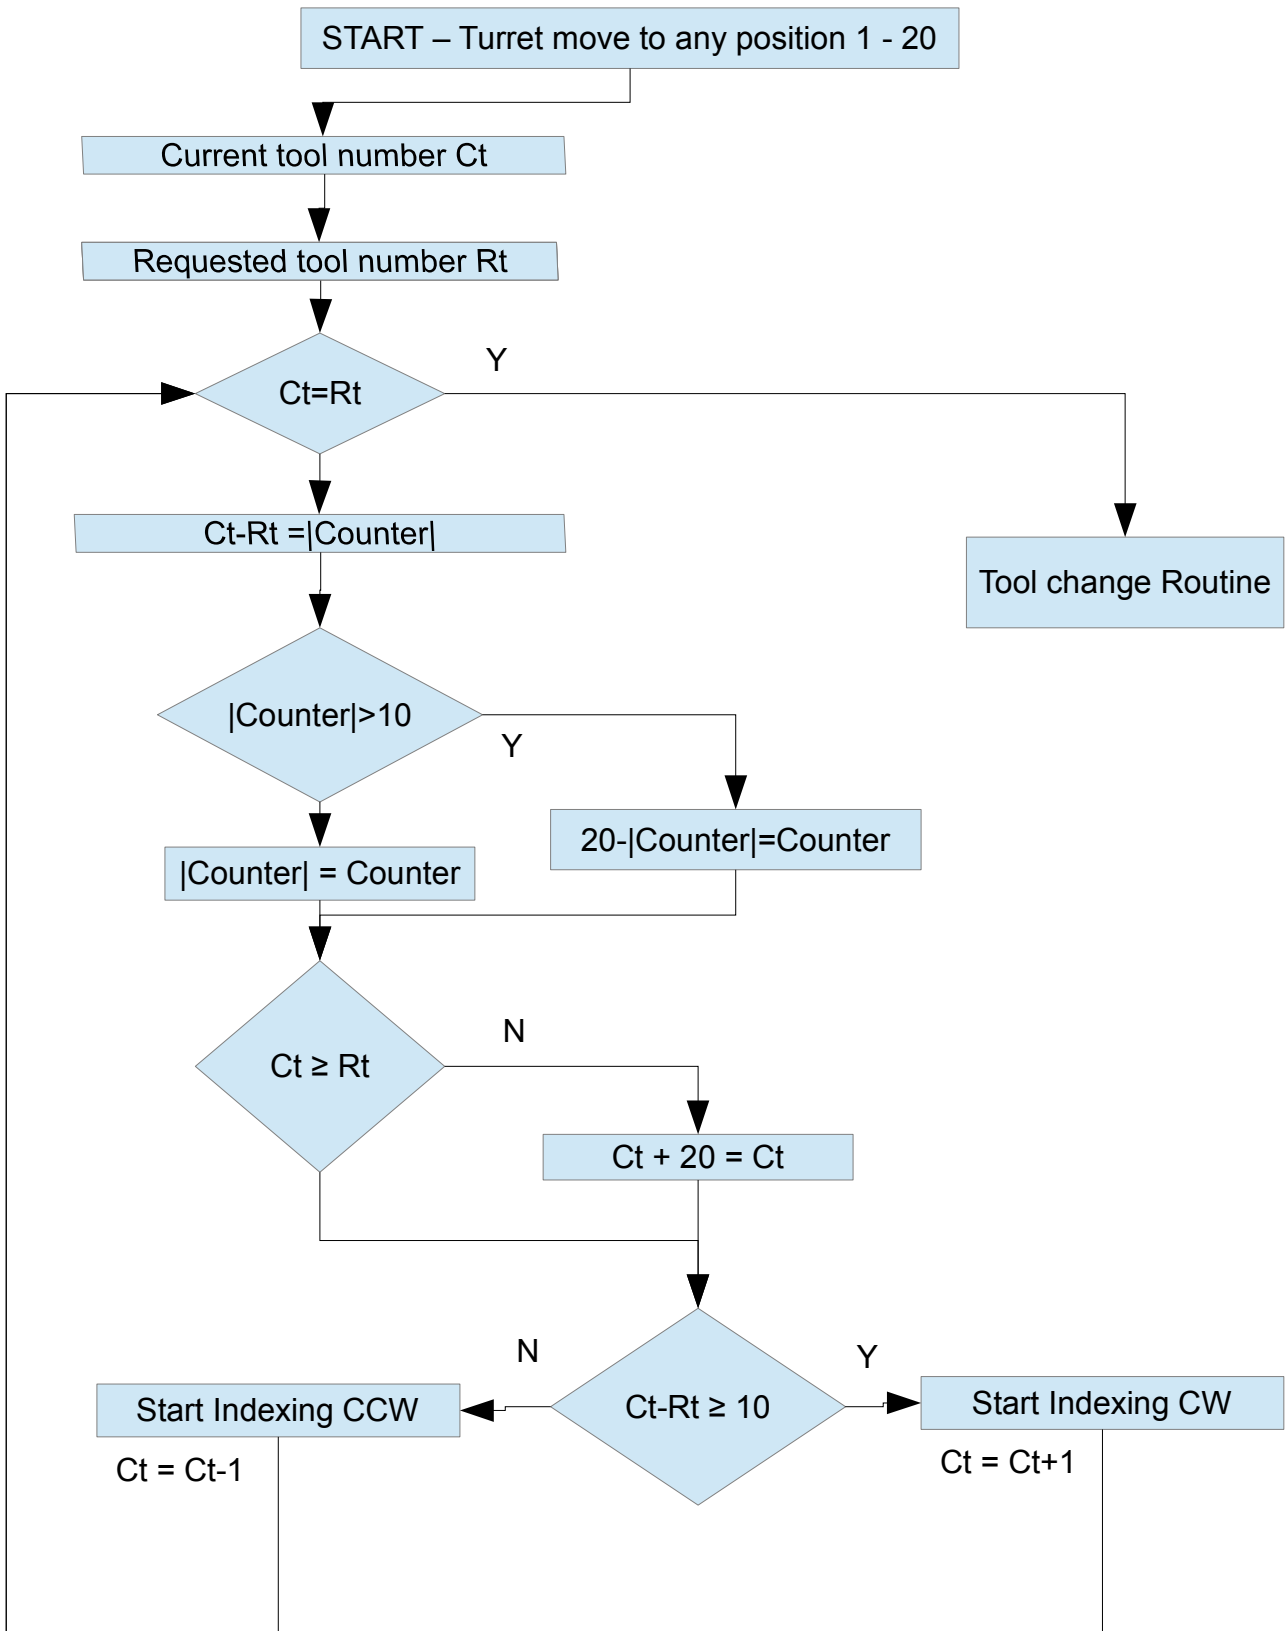 START – Turret move to any position 1 - 20
Current tool number Ct
Requested tool number Rt
Y
Ct=Rt
Ct-Rt =|Counter|
Tool change Routine
|Counter|>10
Y
20-|Counter|=Counter
|Counter| = Counter
N
Ct ≥ Rt
Ct + 20 = Ct
N
Y
Start Indexing CCW
Ct-Rt ≥ 10
Start Indexing CW
Ct = Ct-1
Ct = Ct+1